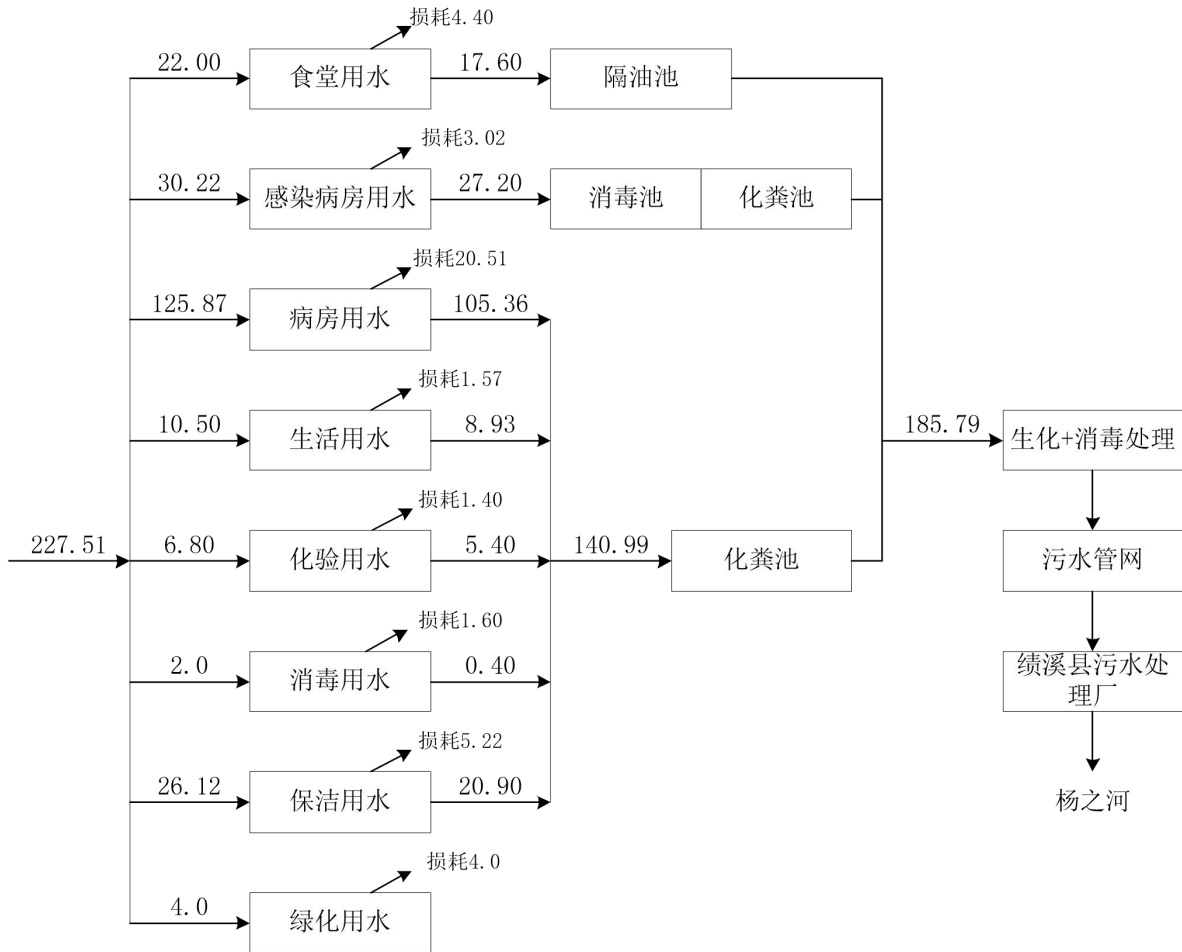 损耗4.40
22.00
食堂用水
17.60
隔油池
损耗3.02
30.22
感染病房用水
27.20
消毒池
化粪池
损耗20.51
125.87
病房用水
105.36
损耗1.57
10.50
生活用水
8.93
185.79
生化+消毒处理
损耗1.40
227.51
6.80
化验用水
5.40
140.99
化粪池
污水管网
损耗1.60
2.0
消毒用水
0.40
绩溪县污水处
理厂
损耗5.22
26.12
保洁用水
20.90
杨之河
损耗4.0
4.0
绿化用水